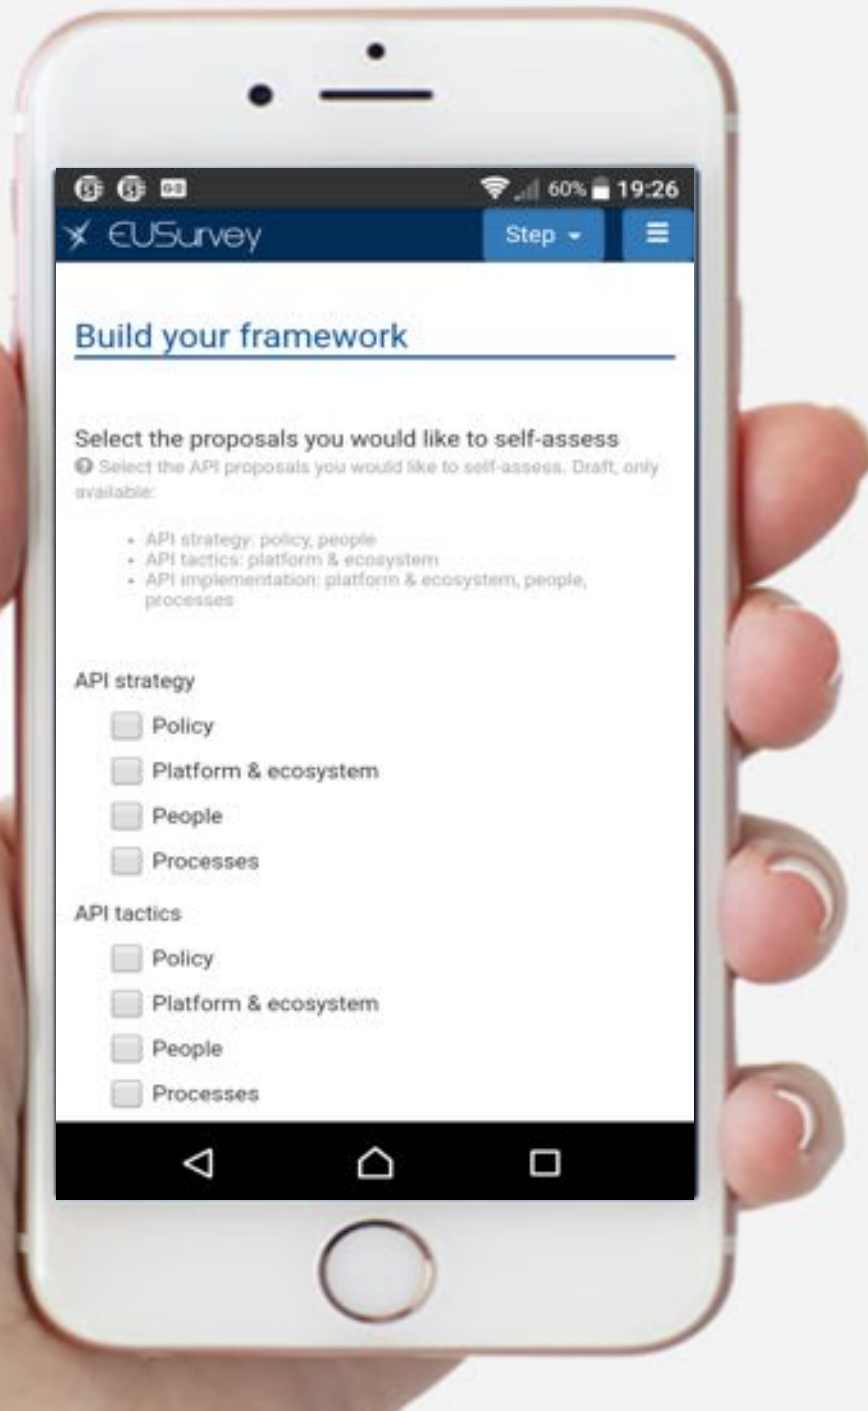 60% 19:26
EUSurvey Step
Build your framework
Select the proposals you would like to self-assess
Select the API proposals you would like to self-assess. Draft, only
available:
• API strategy: policy, people
• API tactics: platform & ecosystem
• API implementation: platform & ecosystem, people,
processes
API strategy
Policy
Platform & ecosystem
People
Processes
API tactics
Policy
Platform & ecosystem
People
Processes